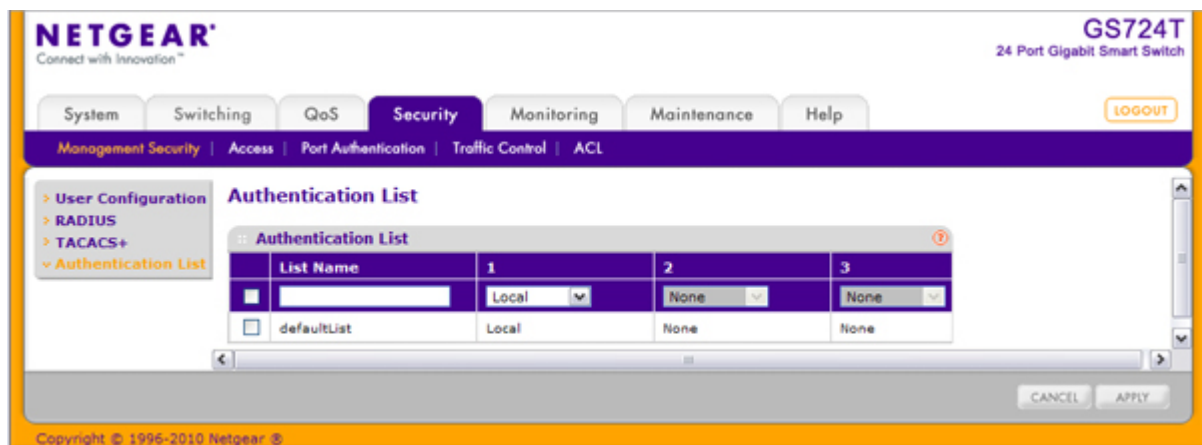 NETGEAR®
Connect with Innovation™
GS724T
24 Port Gigabit Smart Switch
System Switching QoS Security Monitoring Maintenance Help LOGOUT
Management Security | Access | Port Authentication | Traffic Control | ACL
User Configuration
RADIUS
TACACS+
Authentication List
Authentication List
Authentication List ?
List Name 1 2 3
Local None None
defaultList Local None None
CANCEL APPLY
Copyright © 1996-2010 Netgear ®